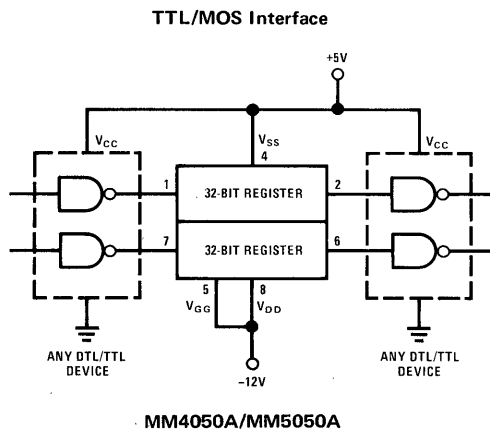 TTL/MOS Interface
+5V
VCC
VSS
4
VCC
1
32-BIT REGISTER
2
7
32-BIT REGISTER
6
5
8
VGG
VDD
ANY DTL/TTL
DEVICE
-12V
ANY DTL/TTL
DEVICE
MM4050A/MM5050A